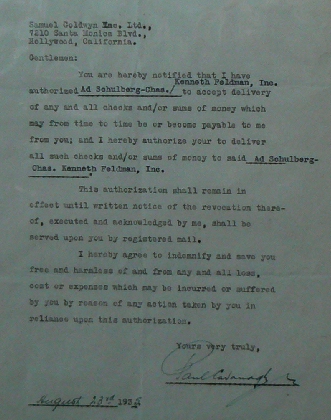 Samuel Goldwyn Inc. Ltd.,
7210 Santa Monica Blvd.,
Hollywood, California.
Gentlemen:
You are hereby notified that I have
authorized Ad Schulberg-Chas./Kenneth Feldman, Inc. to accept delivery
of any and all checks and/or sums of money which
may from time to time be or become payable to me
from you; and I hereby authorize your to deliver
all such checks and/or sums of money to said Ad Schulberg-
Chas. Kenneth Feldman, Inc.
This authorization shall remain in
effect until written notice of the revocation there-
of, executed and acknowledged by me, shall be
served upon you by registered mail.
I hereby agree to indemnify and save you
free and harmless of and from any and all loss,
cost or expenses which may be incurred or suffered
by you by reason of any action taken by you in
reliance upon this authorization.
Yours very truly,
Paul Cavanagh
August 23rd 193